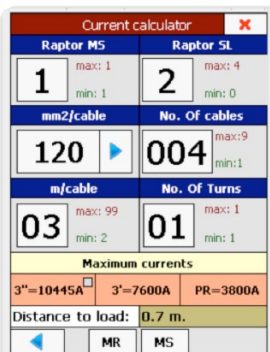 Current calculator
Raptor MS Raptor SL
1 max: 1 min: 1 2 max: 4 min: 0
mm2/cable No. Of cables
120 004 max:9 min:1
m/cable No. Of Turns
03 max: 99 min: 2 01 max: 1 min: 1
Maximum currents
3"=10445A 3'=7600A PR=3800A
Distance to load: 0.7 m.
MR MS